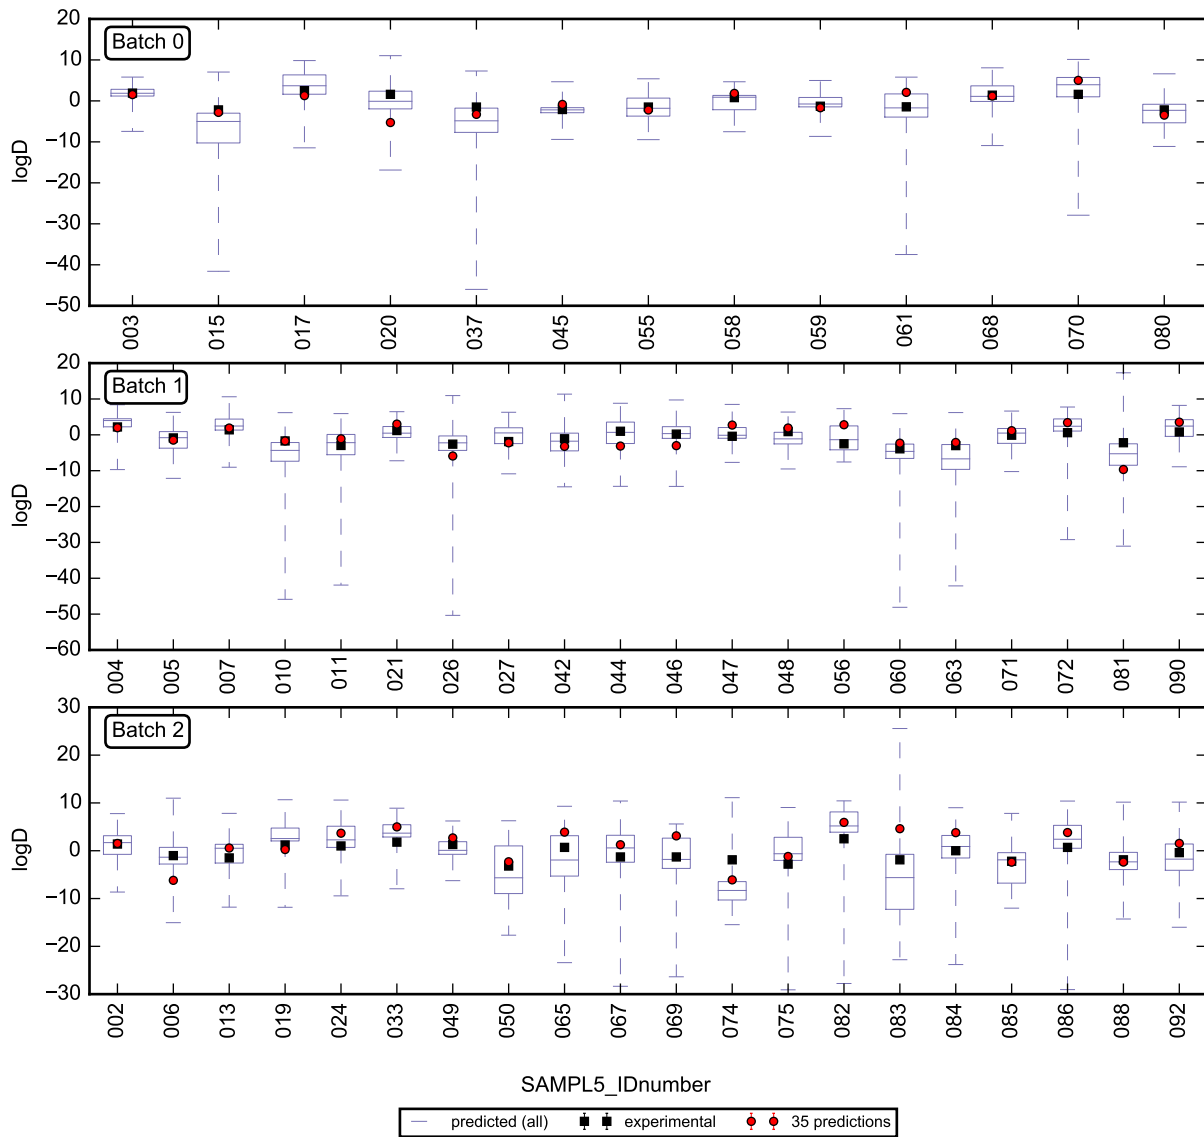 20
Batch 0
10
0
−10
−20
−30
−40
−50
logD
003 015 017 020 037 045 055 058 059 061 068 070 080
20
Batch 1
10
0
−10
−20
−30
−40
−50
−60
logD
004 005 007 010 011 021 026 027 042 044 046 047 048 056 060 063 071 072 081 090
30
Batch 2
20
10
0
−10
−20
−30
logD
002 006 013 019 024 033 049 050 065 067 069 074 075 082 083 084 085 086 088 092
SAMPL5_IDnumber
predicted (all) experimental 35 predictions